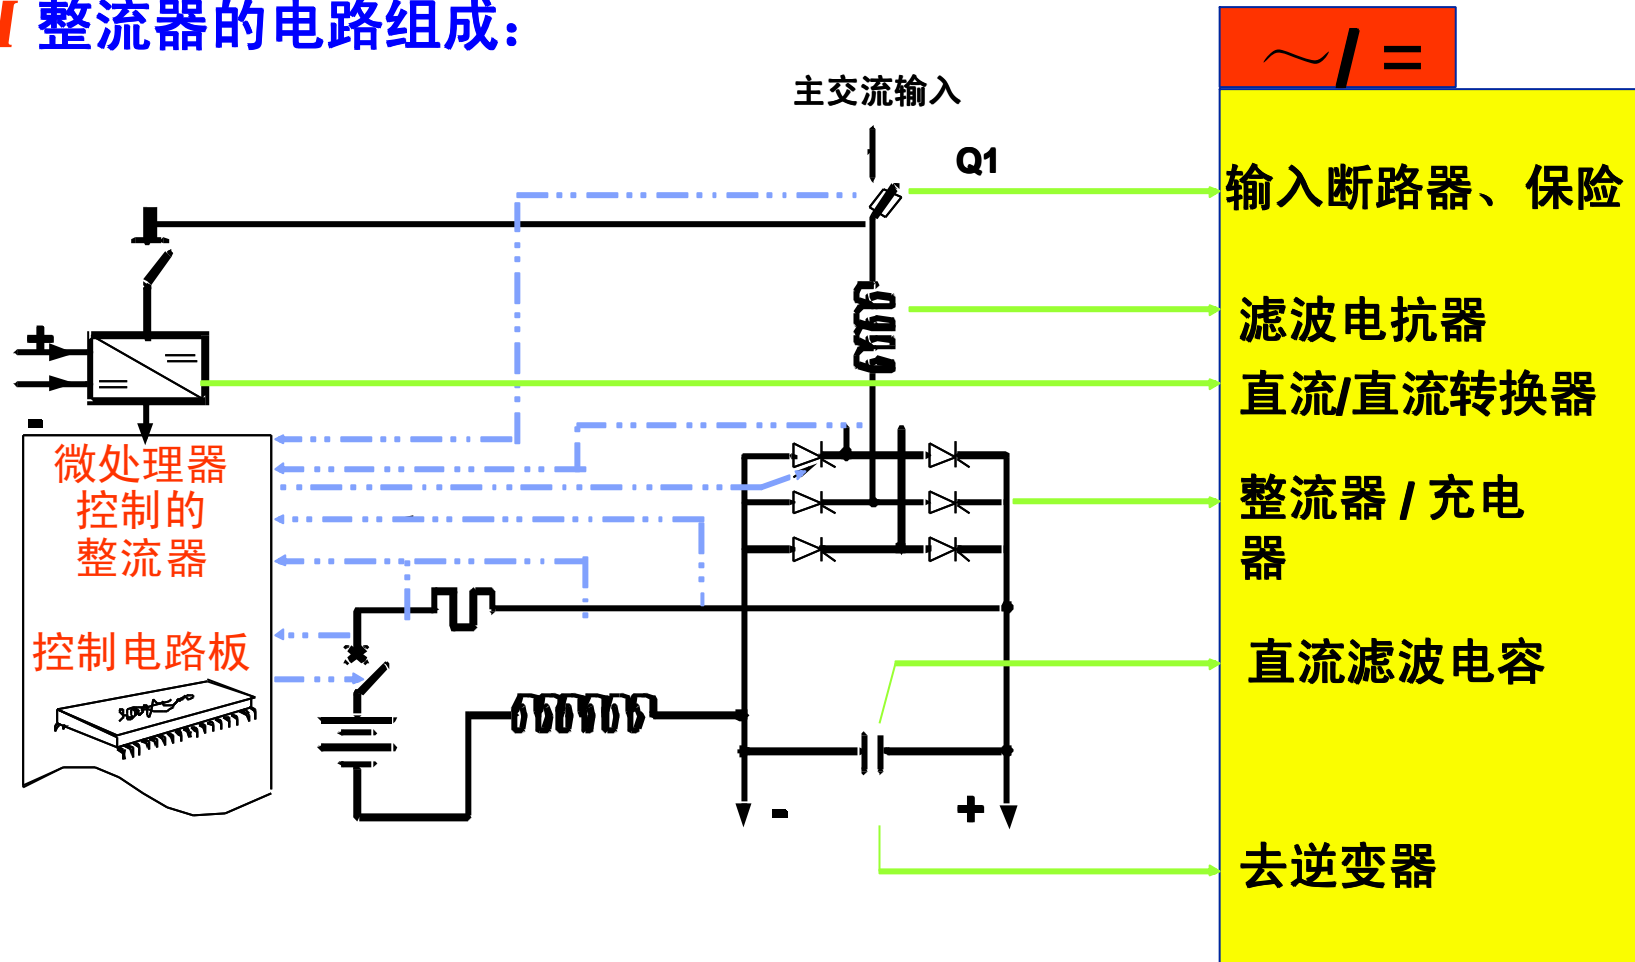 整流器的电路组成：
~/ =
主交流输入
Q1
输入断路器、保险
滤波电抗器
+
直流/直流转换器
-
微处理器
控制的
整流器
整流器 / 充电
器
控制电路板
直流滤波电容
- +
去逆变器